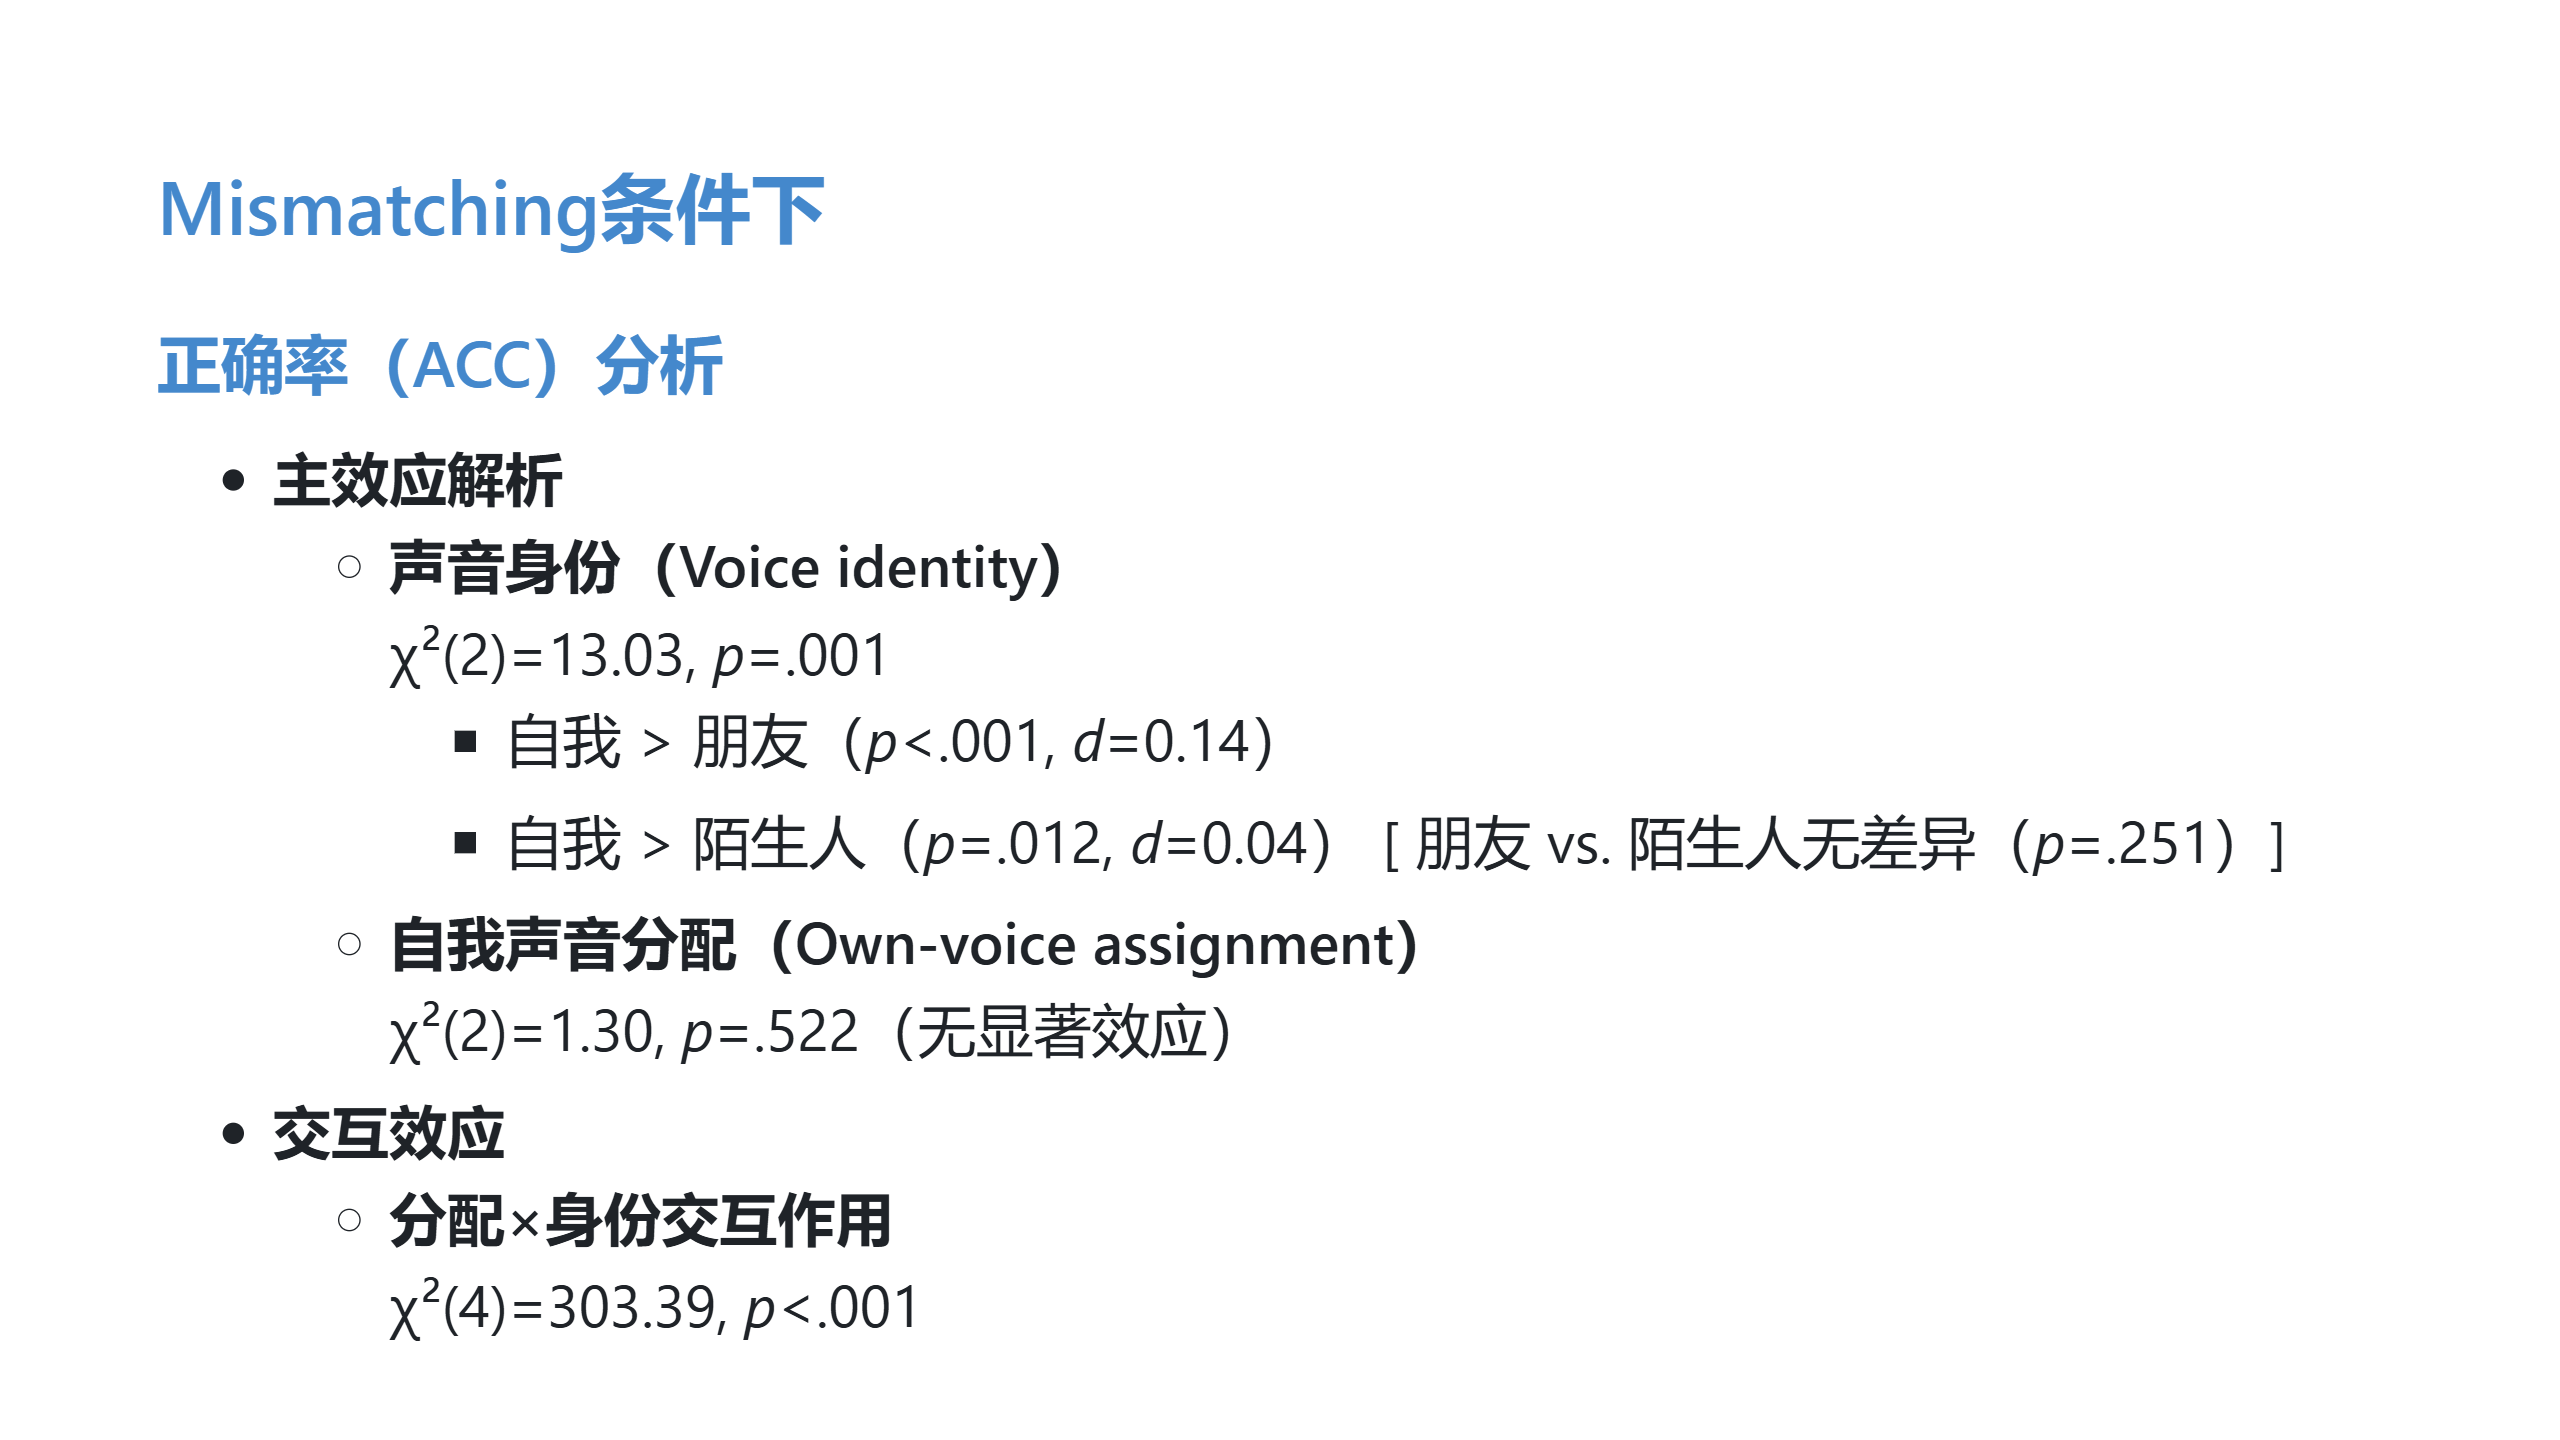 Mismatching条件下
正确率（ACC）分析
主效应解析
声音身份（Voice identity）
χ²(2)=13.03, p=.001
自我 > 朋友（p<.001, d=0.14）
自我 > 陌生人（p=.012, d=0.04） [ 朋友 vs. 陌生人无差异（p=.251）]
自我声音分配（Own-voice assignment）
χ²(2)=1.30, p=.522（无显著效应）
交互效应
分配×身份交互作用
χ²(4)=303.39, p<.001